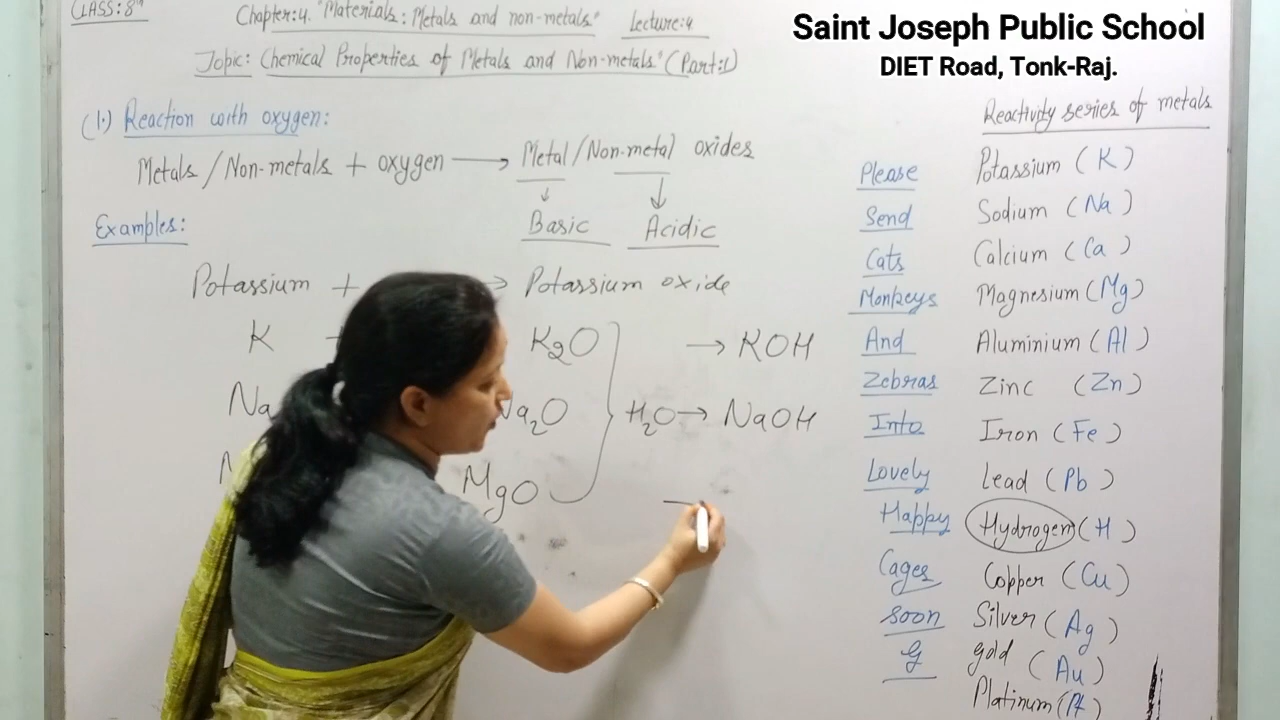 CLASS: 8th
Chapter: 4. "Materials: Metals and non-metals" Lecture: 4
Topic: Chemical Properties of Metals and Non-metals" (Part: 1)
Saint Joseph Public School
DIET Road, Tonk-Raj.
(1.) Reaction with oxygen:
Metals / Non-metals + oxygen → Metal / Non-metal oxides
Basic Acidic
Examples:
Potassium + → Potassium oxide
K K2O → KOH
Na Na2O } H2O → NaOH
MgO
Reactivity series of metals
Please Potassium (K)
Send Sodium (Na)
Cats Calcium (Ca)
Monkeys Magnesium (Mg)
And Aluminium (Al)
Zebras Zinc (Zn)
Into Iron (Fe)
Lovely Lead (Pb)
Happy Hydrogen (H)
Cages Copper (Cu)
soon Silver (Ag)
G gold (Au)
Platinum (Pt)